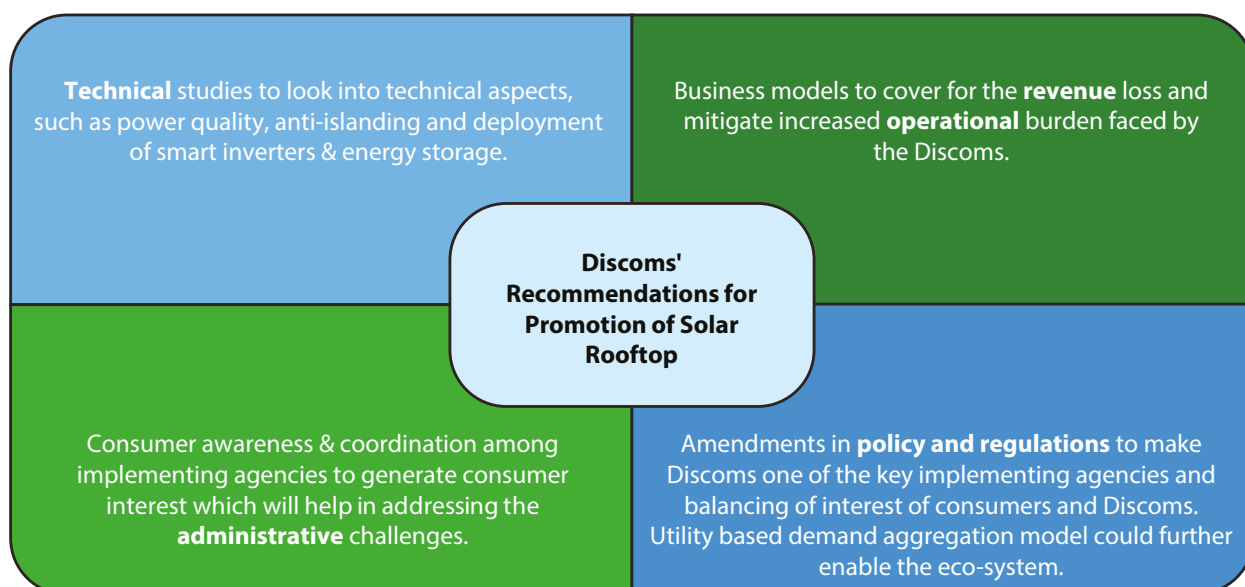 Technical studies to look into technical aspects,
such as power quality, anti-islanding and deployment
of smart inverters & energy storage.
Business models to cover for the revenue loss and
mitigate increased operational burden faced by
the Discoms.
Discoms'
Recommendations for
Promotion of Solar
Rooftop
Consumer awareness & coordination among
implementing agencies to generate consumer
interest which will help in addressing the
administrative challenges.
Amendments in policy and regulations to make
Discoms one of the key implementing agencies and
balancing of interest of consumers and Discoms.
Utility based demand aggregation model could further
enable the eco-system.